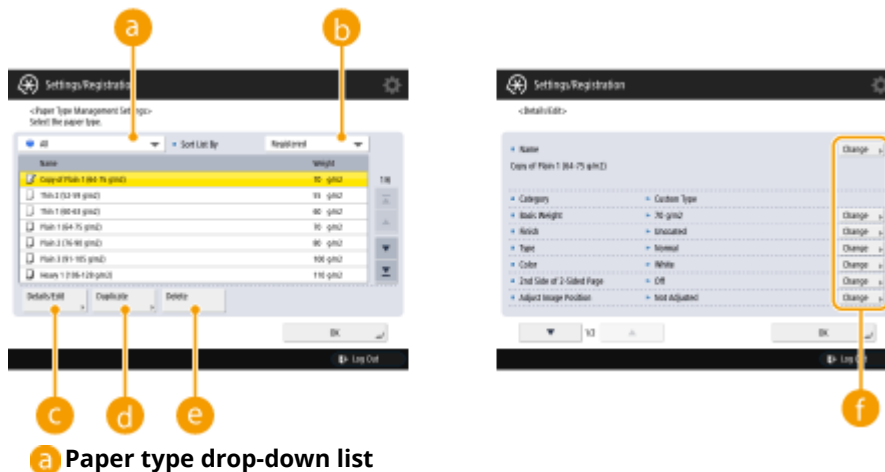 a
b
Settings/Registration
<Paper Type Management Settings>
Select the paper type.
All
Sort List By
Registered
Name
Weight
Copy of Plain 1 (64-75 g/m2)
70 g/m2
1/6
Thin 2 (52-59 g/m2)
55 g/m2
Thin 1 (60-63 g/m2)
60 g/m2
Plain 1 (64-75 g/m2)
70 g/m2
Plain 2 (76-90 g/m2)
80 g/m2
Plain 3 (91-105 g/m2)
100 g/m2
Heavy 1 (106-128 g/m2)
110 g/m2
Details/Edit
Duplicate
Delete
OK
Log Out
c
d
e
Settings/Registration
<Details/Edit>
Name
Change
Copy of Plain 1 (64-75 g/m2)
Category
Custom Type
Basis Weight
70 g/m2
Change
Finish
Uncoated
Change
Type
Normal
Change
Color
White
Change
2nd Side of 2-Sided Page
Off
Change
Adjust Image Position
Not Adjusted
Change
OK
Log
f
a Paper type drop-down list